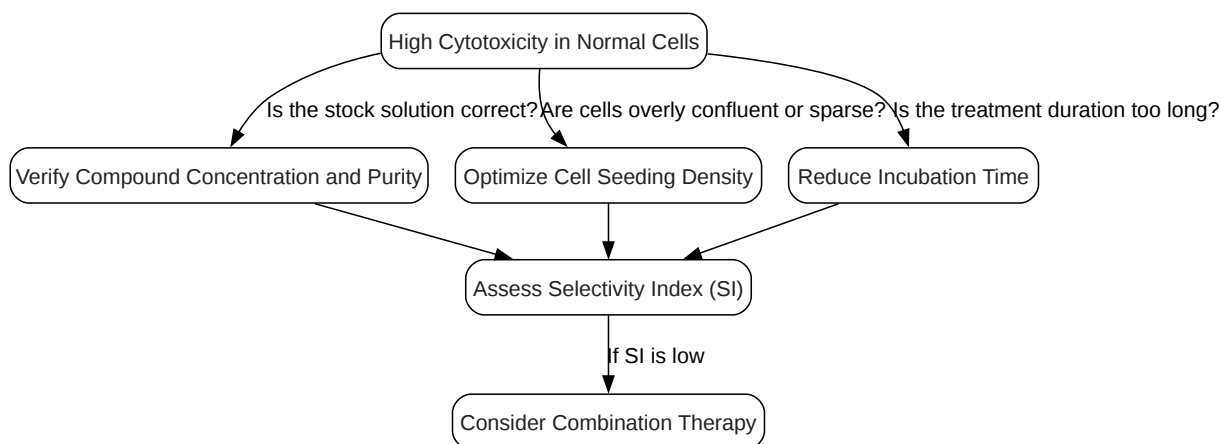 High Cytotoxicity in Normal Cells
Is the stock solution correct?
Are cells overly confluent or sparse?
Is the treatment duration too long?
Verify Compound Concentration and Purity
Optimize Cell Seeding Density
Reduce Incubation Time
Assess Selectivity Index (SI)
If SI is low
Consider Combination Therapy